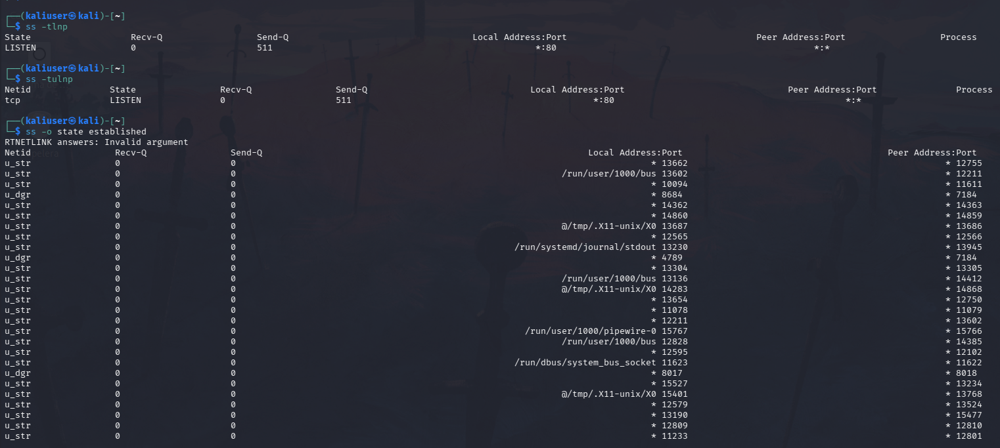 ┌──(kaliuser㉿kali)-[~]
└─$ ss -tlnp
State Recv-Q Send-Q Local Address:Port Peer Address:Port Process
LISTEN 0 511 *:80 *:*
┌──(kaliuser㉿kali)-[~]
└─$ ss -tulnp
Netid State Recv-Q Send-Q Local Address:Port Peer Address:Port Process
tcp LISTEN 0 511 *:80 *:*
┌──(kaliuser㉿kali)-[~]
└─$ ss -o state established
RTNETLINK answers: Invalid argument
Netid Recv-Q Send-Q Local Address:Port Peer Address:Port
u_str 0 0 * 13662 * 12755
u_str 0 0 /run/user/1000/bus 13602 * 12211
u_str 0 0 * 10094 * 11611
u_dgr 0 0 * 8684 * 7184
u_str 0 0 * 14362 * 14363
u_str 0 0 * 14860 * 14859
u_str 0 0 @/tmp/.X11-unix/X0 13687 * 13686
u_str 0 0 * 12565 * 12566
u_str 0 0 /run/systemd/journal/stdout 13230 * 13945
u_dgr 0 0 * 4789 * 7184
u_str 0 0 * 13304 * 13305
u_str 0 0 /run/user/1000/bus 13136 * 14412
u_str 0 0 @/tmp/.X11-unix/X0 14283 * 14868
u_str 0 0 * 13654 * 12750
u_str 0 0 * 11078 * 11079
u_str 0 0 * 12211 * 13602
u_str 0 0 /run/user/1000/pipewire-0 15767 * 15766
u_str 0 0 /run/user/1000/bus 12828 * 14385
u_str 0 0 * 12595 * 12102
u_str 0 0 /run/dbus/system_bus_socket 11623 * 11622
u_dgr 0 0 * 8017 * 8018
u_str 0 0 * 15527 * 13234
u_str 0 0 @/tmp/.X11-unix/X0 15401 * 13768
u_str 0 0 * 12579 * 13524
u_str 0 0 * 13190 * 15477
u_str 0 0 * 12809 * 12810
u_str 0 0 * 11233 * 12801